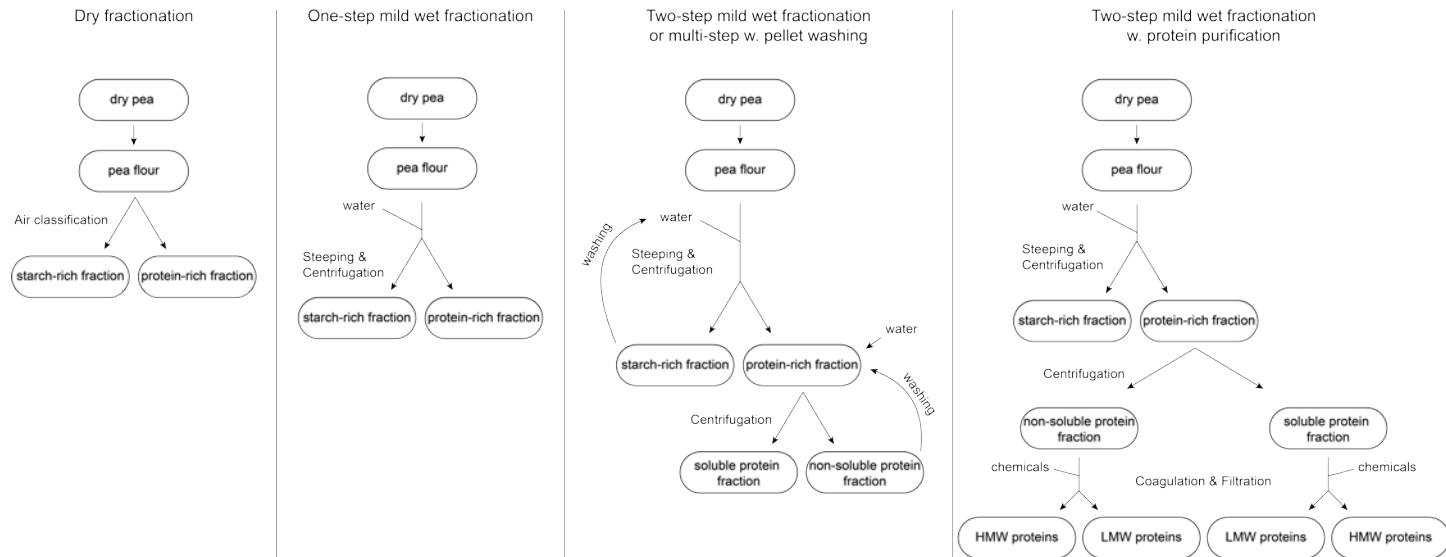 Dry fractionation
dry pea
pea flour
Air classification
starch-rich fraction
protein-rich fraction
One-step mild wet fractionation
dry pea
pea flour
water
Steeping &
Centrifugation
starch-rich fraction
protein-rich fraction
Two-step mild wet fractionation
or multi-step w. pellet washing
dry pea
pea flour
water
washing
Steeping &
Centrifugation
water
starch-rich fraction
protein-rich fraction
washing
Centrifugation
soluble protein
fraction
non-soluble protein
fraction
Two-step mild wet fractionation
w. protein purification
dry pea
pea flour
water
Steeping &
Centrifugation
starch-rich fraction
protein-rich fraction
Centrifugation
non-soluble protein
fraction
soluble protein
fraction
chemicals
Coagulation & Filtration
chemicals
HMW proteins
LMW proteins
LMW proteins
HMW proteins